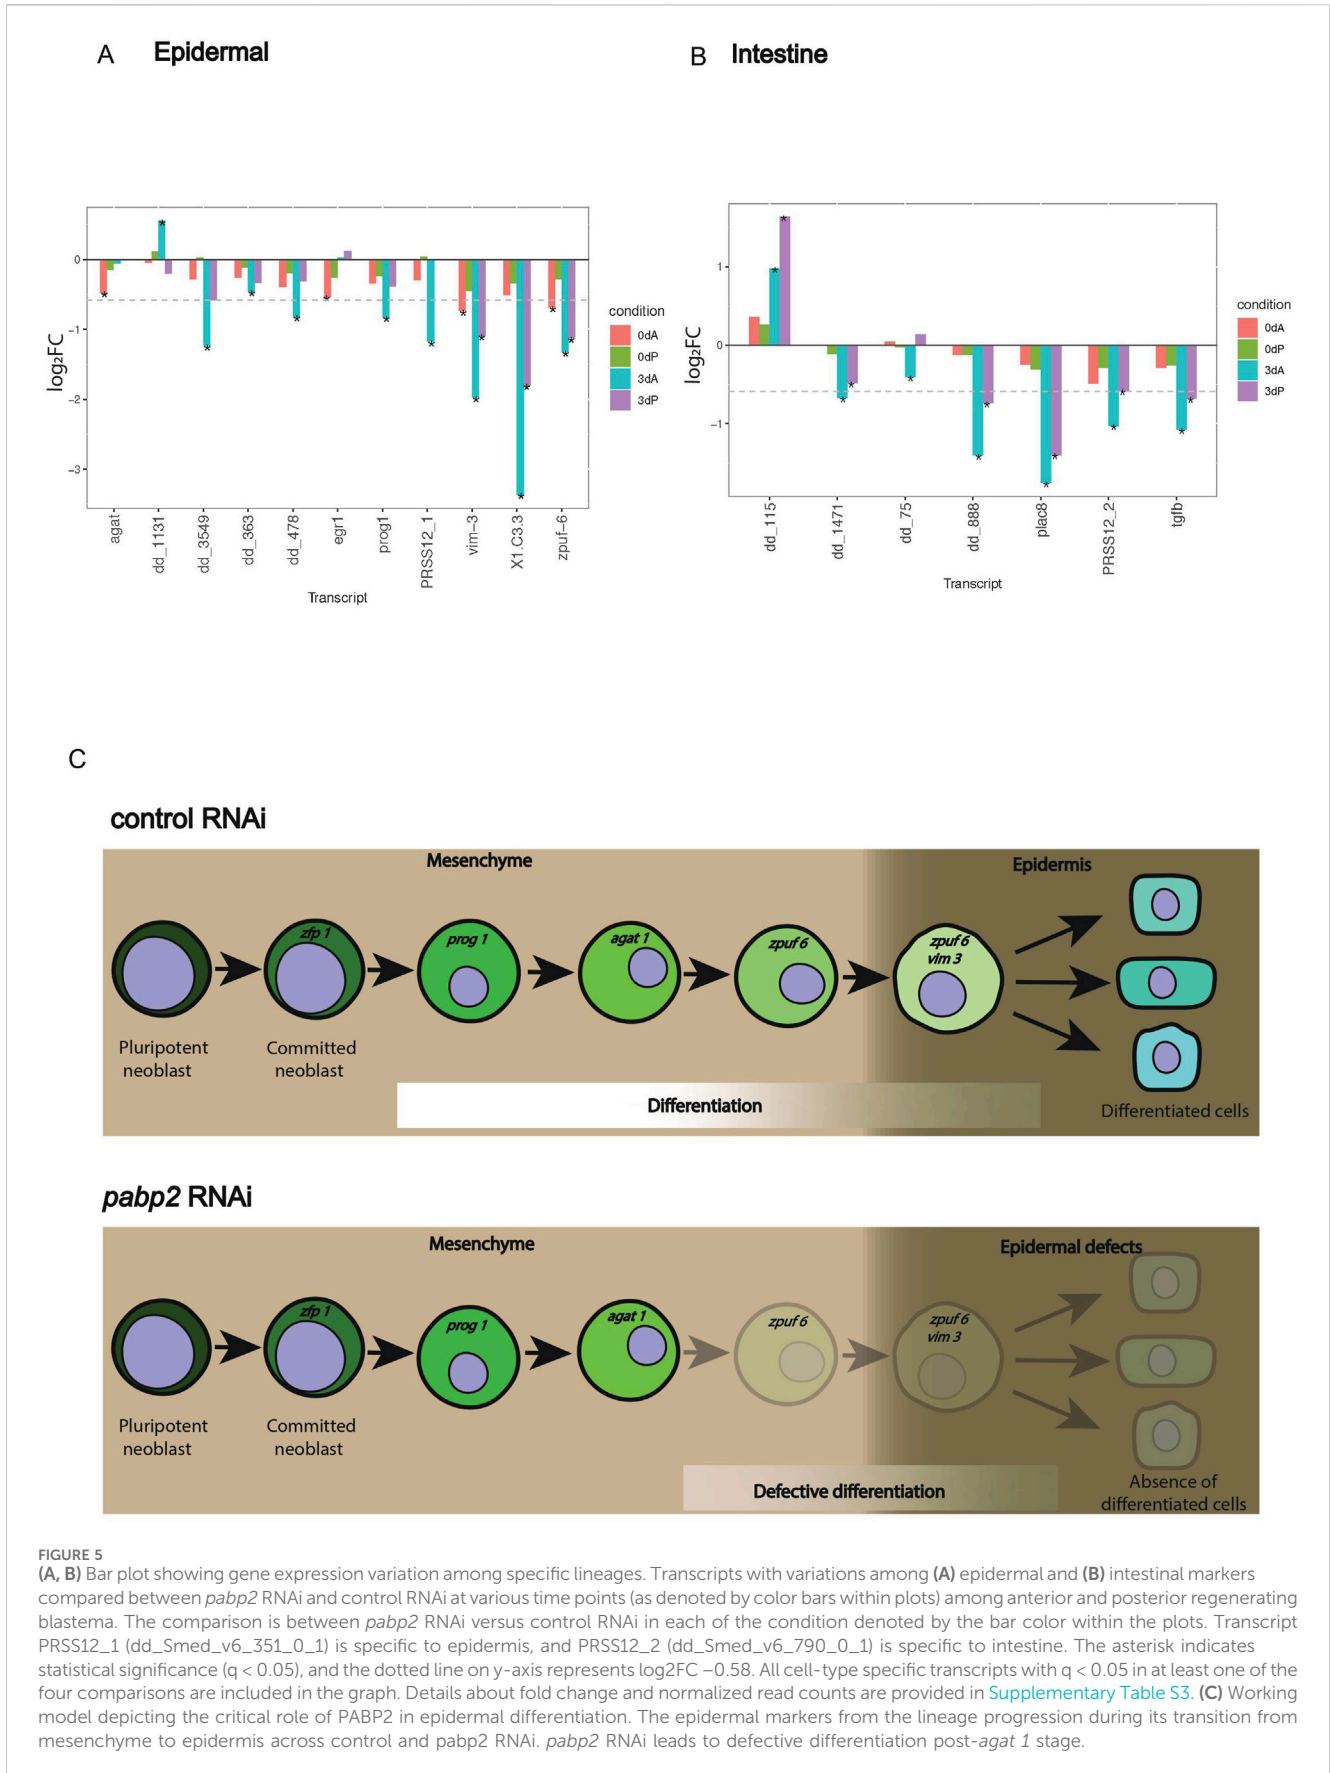 A Epidermal
0
−1
−2
−3
log₂FC
agat
dd_1131
dd_3549
dd_363
dd_478
egr1
prog1
PRSS12_1
vim−3
X1.C3.3
zpuf−6
Transcript
condition
0dA
0dP
3dA
3dP
B Intestine
1
0
−1
log₂FC
dd_115
dd_1471
dd_75
dd_888
plac8
PRSS12_2
tgfb
Transcript
condition
0dA
0dP
3dA
3dP
C
control RNAi
Mesenchyme
Epidermis
zfp 1
prog 1
agat 1
zpuf 6
zpuf 6
vim 3
Pluripotent
neoblast
Committed
neoblast
Differentiation
Differentiated cells
pabp2 RNAi
Mesenchyme
Epidermal defects
zfp 1
prog 1
agat 1
zpuf 6
zpuf 6
vim 3
Pluripotent
neoblast
Committed
neoblast
Defective differentiation
Absence of
differentiated cells
FIGURE 5
(A, B) Bar plot showing gene expression variation among specific lineages. Transcripts with variations among (A) epidermal and (B) intestinal markers
compared between pabp2 RNAi and control RNAi at various time points (as denoted by color bars within plots) among anterior and posterior regenerating
blastema. The comparison is between pabp2 RNAi versus control RNAi in each of the condition denoted by the bar color within the plots. Transcript
PRSS12_1 (dd_Smed_v6_351_0_1) is specific to epidermis, and PRSS12_2 (dd_Smed_v6_790_0_1) is specific to intestine. The asterisk indicates
statistical significance (q < 0.05), and the dotted line on y-axis represents log2FC −0.58. All cell-type specific transcripts with q < 0.05 in at least one of the
four comparisons are included in the graph. Details about fold change and normalized read counts are provided in Supplementary Table S3. (C) Working
model depicting the critical role of PABP2 in epidermal differentiation. The epidermal markers from the lineage progression during its transition from
mesenchyme to epidermis across control and pabp2 RNAi. pabp2 RNAi leads to defective differentiation post-agat 1 stage.